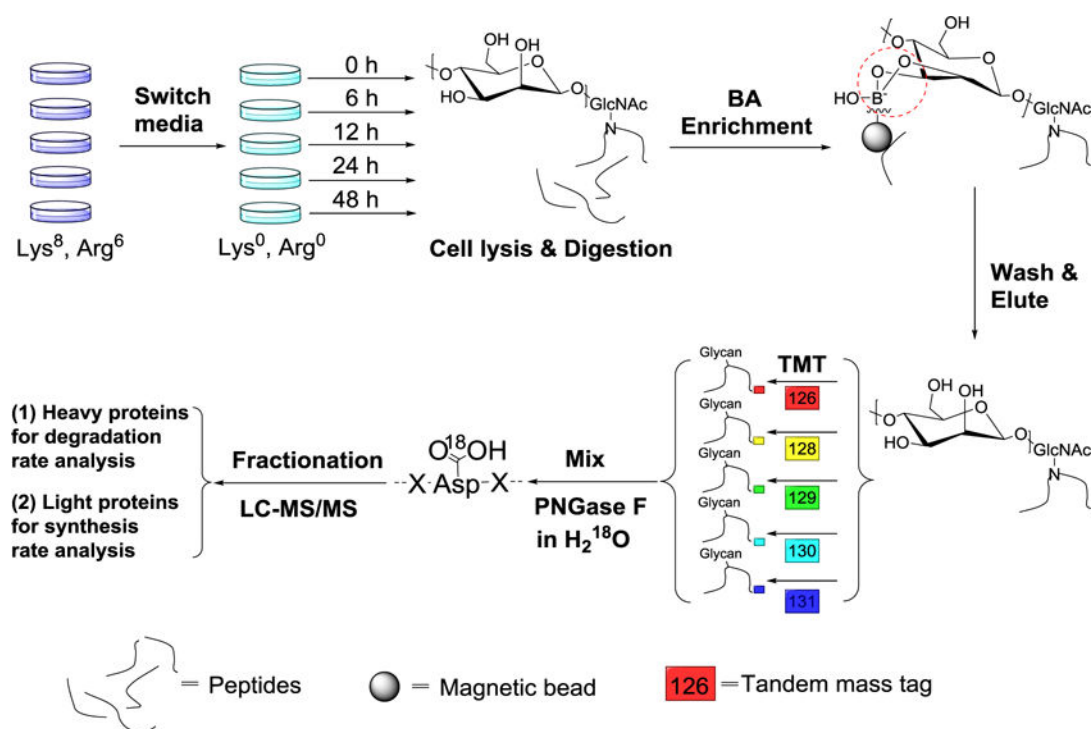 Switch
media
Lys⁸, Arg⁶
Lys⁰, Arg⁰
0 h
6 h
12 h
24 h
48 h
OH
OH
O
O
HO
O
GlcNAc
N
Cell lysis & Digestion
BA
Enrichment
OH
O
O
O
O
HO-B⁻
O
GlcNAc
N
Wash &
Elute
OH
OH
O
O
HO
O
GlcNAc
N
TMT
Glycan
126
Glycan
128
Glycan
129
Glycan
130
Glycan
131
Mix
PNGase F
in H₂¹⁸O
O ¹⁸OH
--X-Asp-X--
Fractionation
LC-MS/MS
(1) Heavy proteins
for degradation
rate analysis
(2) Light proteins
for synthesis
rate analysis
= Peptides
= Magnetic bead
126 =Tandem mass tag